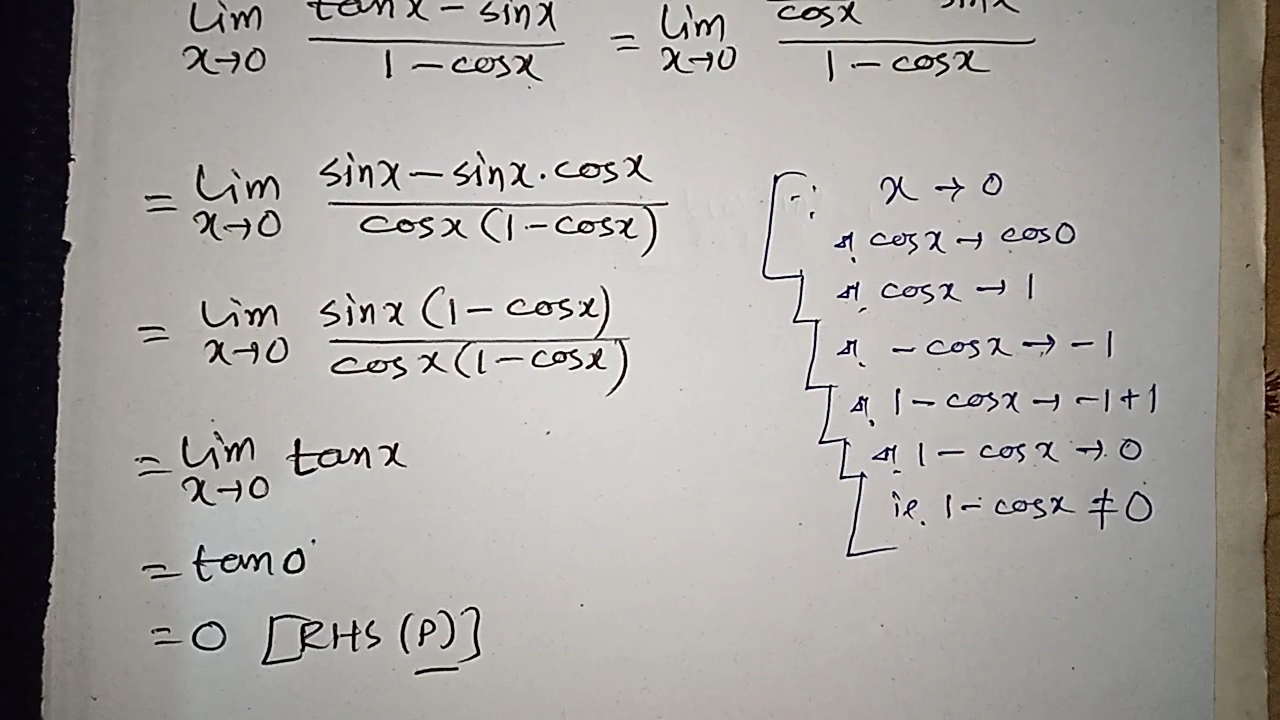 lim tanx - sinx / 1 - cosx = lim cosx sinx / 1 - cosx
x→0 x→0
= lim sinx - sinx.cosx / cosx (1 - cosx)
x→0
= lim sinx (1 - cosx) / cosx (1 - cosx)
x→0
= lim tanx
x→0
= tan0
= 0 [RHS (P)]
∵ x → 0
বা, cosx → cos0
বা, cosx → 1
বা, - cosx → -1
বা, 1 - cosx → -1+1
বা, 1 - cosx → 0
ie. 1 - cosx ≠ 0